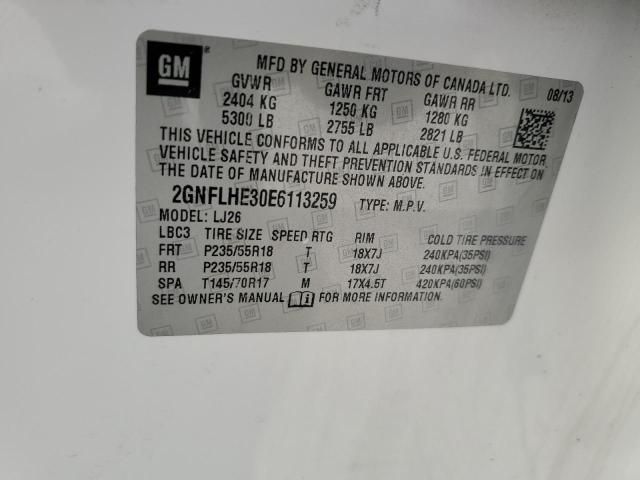 GM
MFD BY GENERAL MOTORS OF CANADA LTD.
08/13
GVWR GAWR FRT GAWR RR
2404 KG 1250 KG 1280 KG
5300 LB 2755 LB 2821 LB
THIS VEHICLE CONFORMS TO ALL APPLICABLE U.S. FEDERAL MOTOR
VEHICLE SAFETY AND THEFT PREVENTION STANDARDS IN EFFECT ON
THE DATE OF MANUFACTURE SHOWN ABOVE.
2GNFLHE30E6113259 TYPE: M.P.V.
MODEL: LJ26
LBC3 TIRE SIZE SPEED RTG RIM COLD TIRE PRESSURE
FRT P235/55R18 T 18X7J 240KPA(35PSI)
RR P235/55R18 T 18X7J 240KPA(35PSI)
SPA T145/70R17 M 17X4.5T 420KPA(60PSI)
SEE OWNER'S MANUAL i FOR MORE INFORMATION.